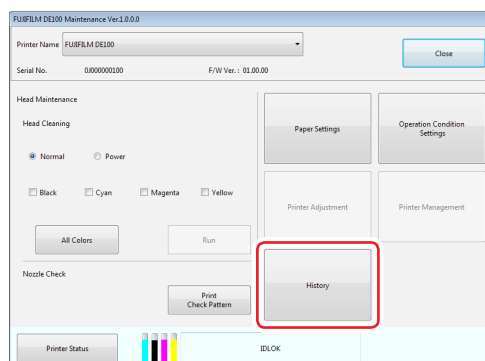 FUJIFILM DE100 Maintenance Ver.1.0.0.0
Printer Name FUJIFILM DE100
Close
Serial No. 0J000000100 F/W Ver.: 01.00.00
Head Maintenance
Head Cleaning
Normal Power
Black Cyan Magenta Yellow
All Colors Run
Nozzle Check
Print
Check Pattern
Paper Settings
Operation Condition
Settings
Printer Adjustment
Printer Management
History
Printer Status
IDLOK